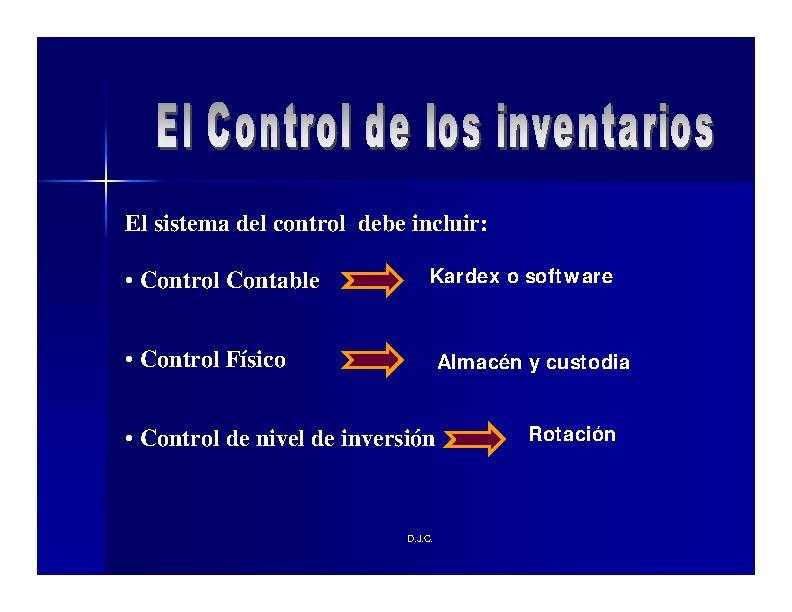 El Control de los inventarios
El sistema del control debe incluir:
• Control Contable Kardex o software
• Control Físico Almacén y custodia
• Control de nivel de inversión Rotación
D.J.C.